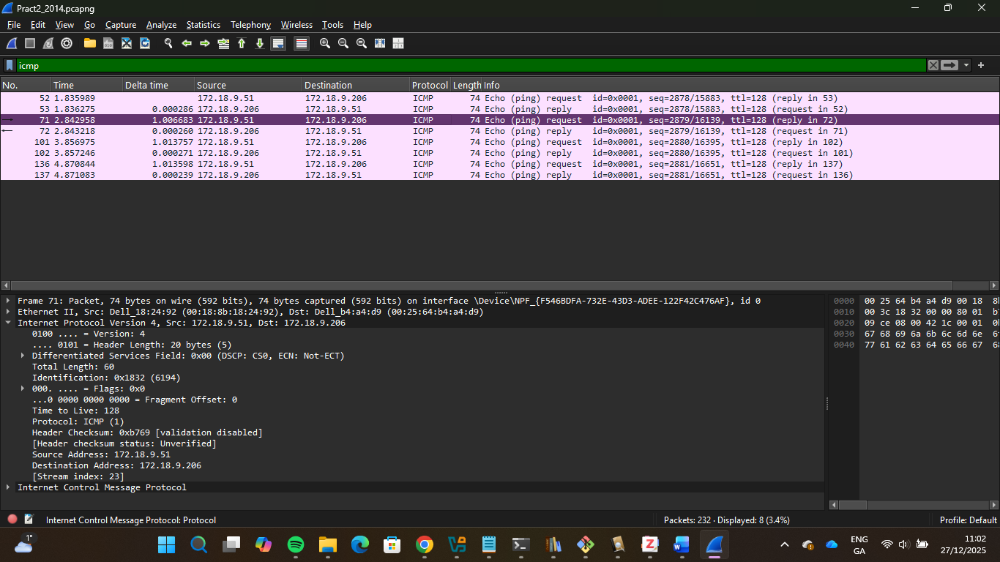 Pract2_2014.pcapng
File Edit View Go Capture Analyze Statistics Telephony Wireless Tools Help
icmp
No. Time Delta time Source Destination Protocol Length Info
52 1.835989 172.18.9.51 172.18.9.206 ICMP 74 Echo (ping) request id=0x0001, seq=2878/15883, ttl=128 (reply in 53)
53 1.836275 0.000286 172.18.9.206 172.18.9.51 ICMP 74 Echo (ping) reply id=0x0001, seq=2878/15883, ttl=128 (request in 52)
71 2.842958 1.006683 172.18.9.51 172.18.9.206 ICMP 74 Echo (ping) request id=0x0001, seq=2879/16139, ttl=128 (reply in 72)
72 2.843218 0.000260 172.18.9.206 172.18.9.51 ICMP 74 Echo (ping) reply id=0x0001, seq=2879/16139, ttl=128 (request in 71)
101 3.856975 1.013757 172.18.9.51 172.18.9.206 ICMP 74 Echo (ping) request id=0x0001, seq=2880/16395, ttl=128 (reply in 102)
102 3.857246 0.000271 172.18.9.206 172.18.9.51 ICMP 74 Echo (ping) reply id=0x0001, seq=2880/16395, ttl=128 (request in 101)
136 4.870844 1.013598 172.18.9.51 172.18.9.206 ICMP 74 Echo (ping) request id=0x0001, seq=2881/16651, ttl=128 (reply in 137)
137 4.871083 0.000239 172.18.9.206 172.18.9.51 ICMP 74 Echo (ping) reply id=0x0001, seq=2881/16651, ttl=128 (request in 136)
Frame 71: Packet, 74 bytes on wire (592 bits), 74 bytes captured (592 bits) on interface \Device\NPF_{F546BDFA-732E-43D3-ADEE-122F42C476AF}, id 0
Ethernet II, Src: Dell_18:24:92 (00:18:8b:18:24:92), Dst: Dell_b4:a4:d9 (00:25:64:b4:a4:d9)
Internet Protocol Version 4, Src: 172.18.9.51, Dst: 172.18.9.206
0100 .... = Version: 4
.... 0101 = Header Length: 20 bytes (5)
Differentiated Services Field: 0x00 (DSCP: CS0, ECN: Not-ECT)
Total Length: 60
Identification: 0x1832 (6194)
000. .... = Flags: 0x0
...0 0000 0000 0000 = Fragment Offset: 0
Time to Live: 128
Protocol: ICMP (1)
Header Checksum: 0xb769 [validation disabled]
[Header checksum status: Unverified]
Source Address: 172.18.9.51
Destination Address: 172.18.9.206
[Stream index: 23]
Internet Control Message Protocol
0000 00 25 64 b4 a4 d9 00 18
0010 00 3c 18 32 00 00 80 01
0020 09 ce 08 00 42 1c 00 01
0030 67 68 69 6a 6b 6c 6d 6e
0040 77 61 62 63 64 65 66 67
Internet Control Message Protocol: Protocol
Packets: 232 · Displayed: 8 (3.4%)
Profile: Default
1°
ENG
GA
11:02
27/12/2025